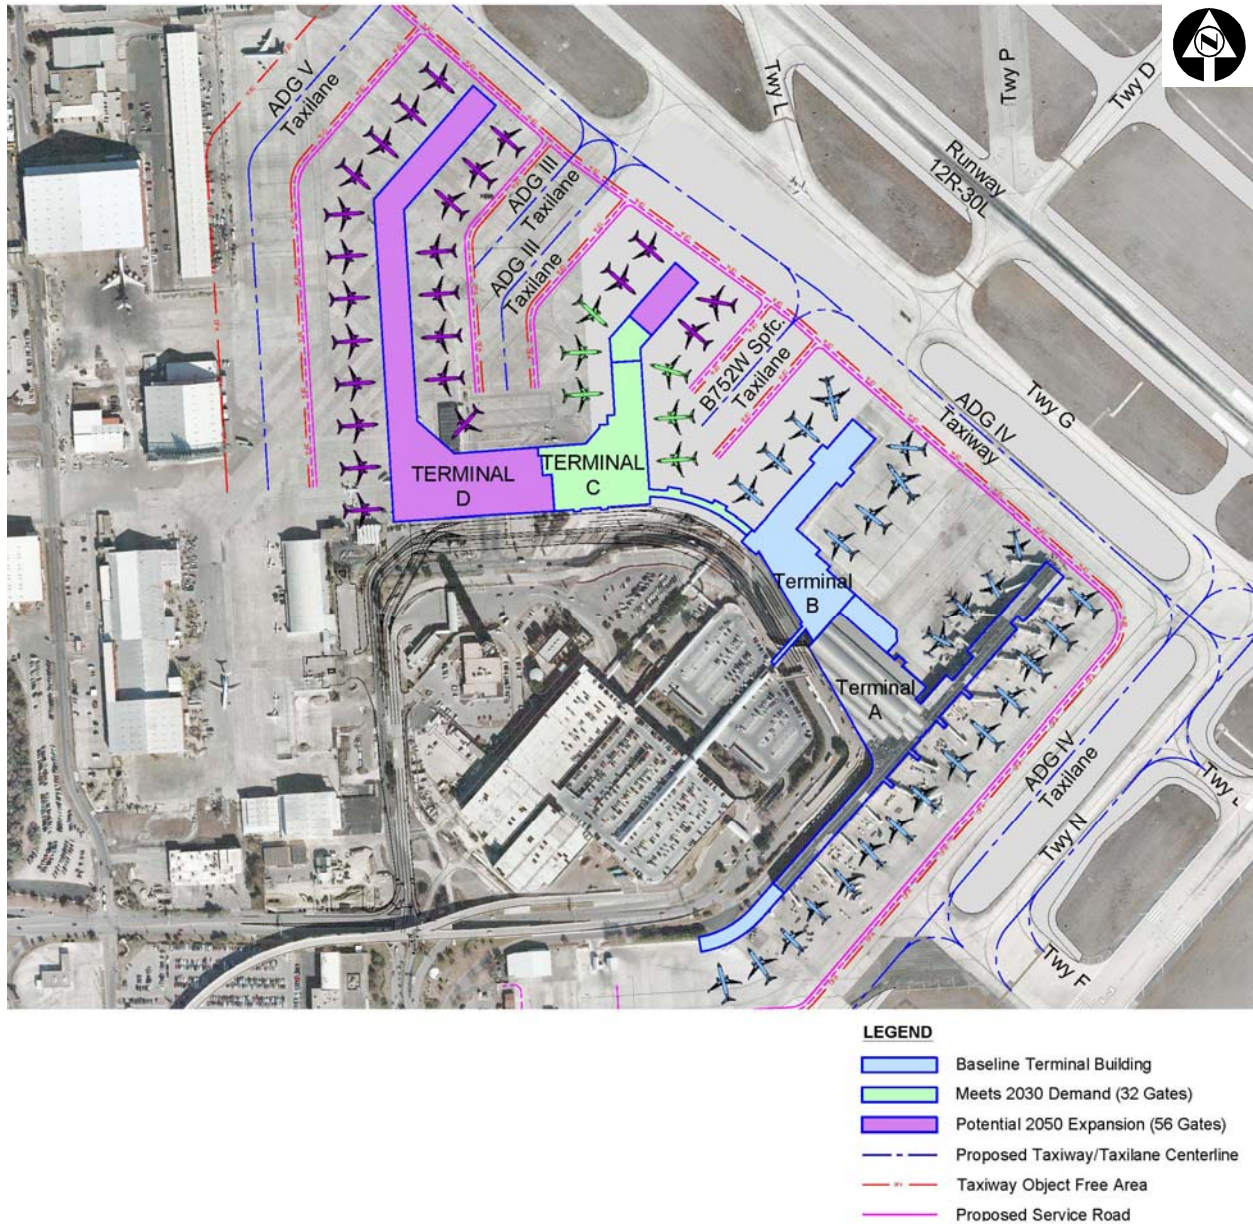 N
ADG V
Taxilane
Twy L
Twy P
Twy D
Runway
12R-30L
ADG III
Taxilane
ADG III
Taxilane
B752W Spfc.
Taxilane
ADG IV
Taxiway
Twy G
TERMINAL
D
TERMINAL
C
Terminal
B
Terminal
A
ADG IV
Taxilane
Twy N
Twy F
LEGEND
Baseline Terminal Building
Meets 2030 Demand (32 Gates)
Potential 2050 Expansion (56 Gates)
Proposed Taxiway/Taxilane Centerline
Taxiway Object Free Area
Proposed Service Road